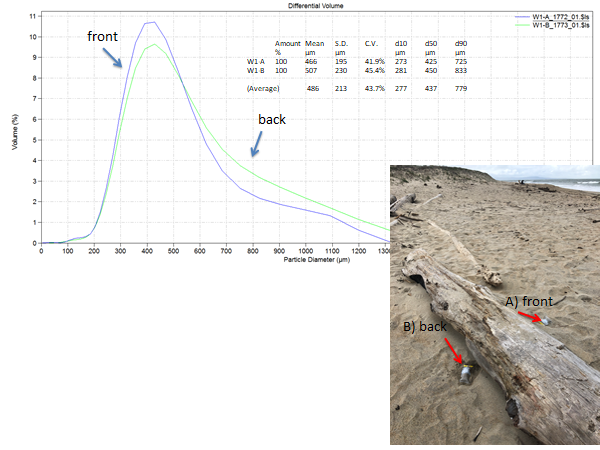 Differential Volume
W1-A_1772_01.$ls
W1-B_1773_01.$ls
front
back
Amount Mean S.D. C.V. d10 d50 d90
% µm µm µm µm µm
W1 A 100 466 195 41.9% 273 425 725
W1 B 100 507 230 45.4% 281 450 833
(Average) 486 213 43.7% 277 437 779
Volume (%)
11
10
9
8
7
6
5
4
3
2
1
0
0 100 200 300 400 500 600 700 800 900 1000 1100 1200
Particle Diameter (µm)
A) front
B) back